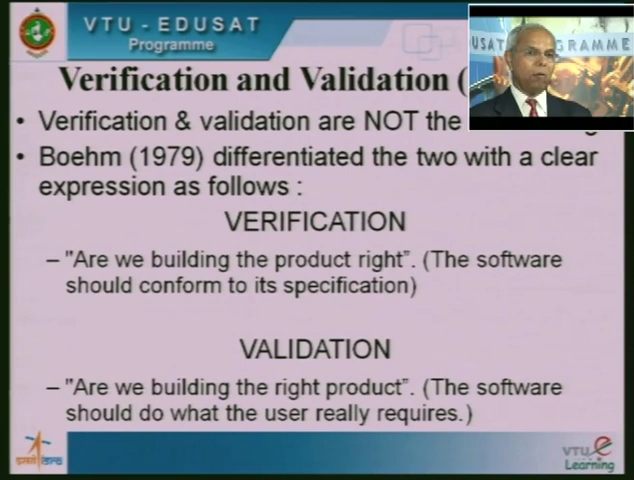 VTU - EDUSAT
Programme
USAT
GRAMME
Verification and Validation (
• Verification & validation are NOT the
• Boehm (1979) differentiated the two with a clear
expression as follows :
VERIFICATION
– "Are we building the product right”. (The software
should conform to its specification)
VALIDATION
– "Are we building the right product”. (The software
should do what the user really requires.)
VTU e
Learning